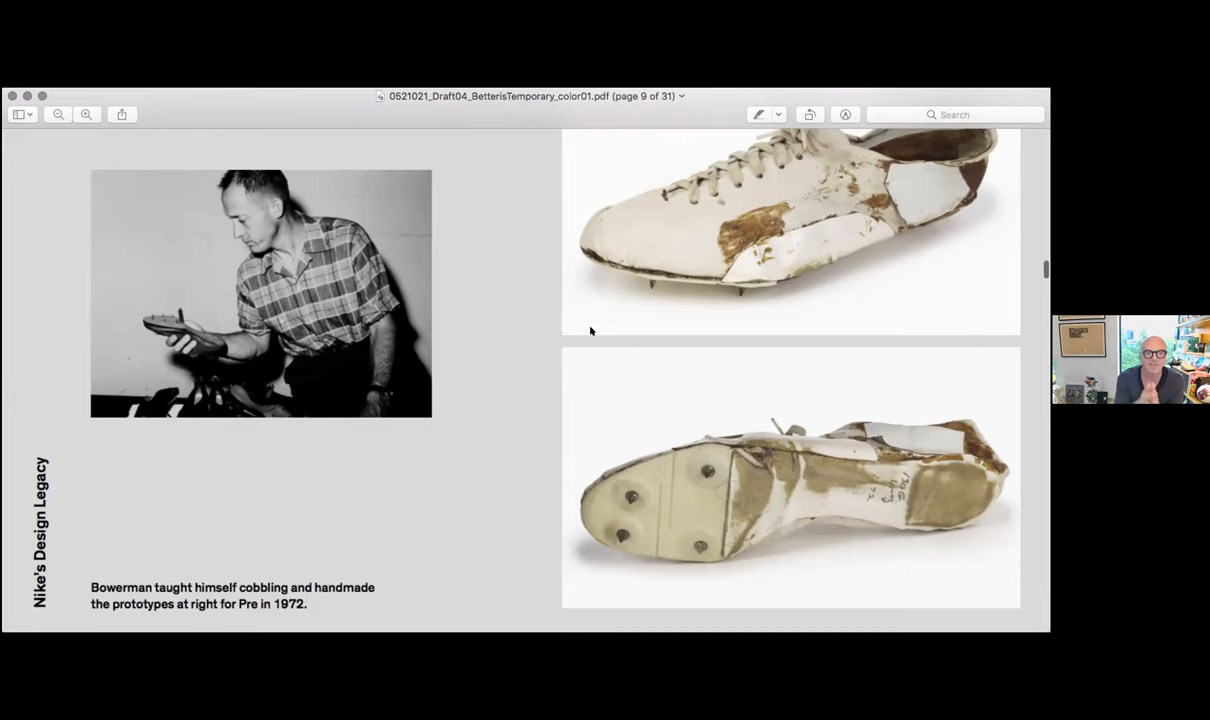 0521021_Draft04_BetterisTemporary_color01.pdf (page 9 of 31)
Search
Nike's Design Legacy
Bowerman taught himself cobbling and handmade
the prototypes at right for Pre in 1972.